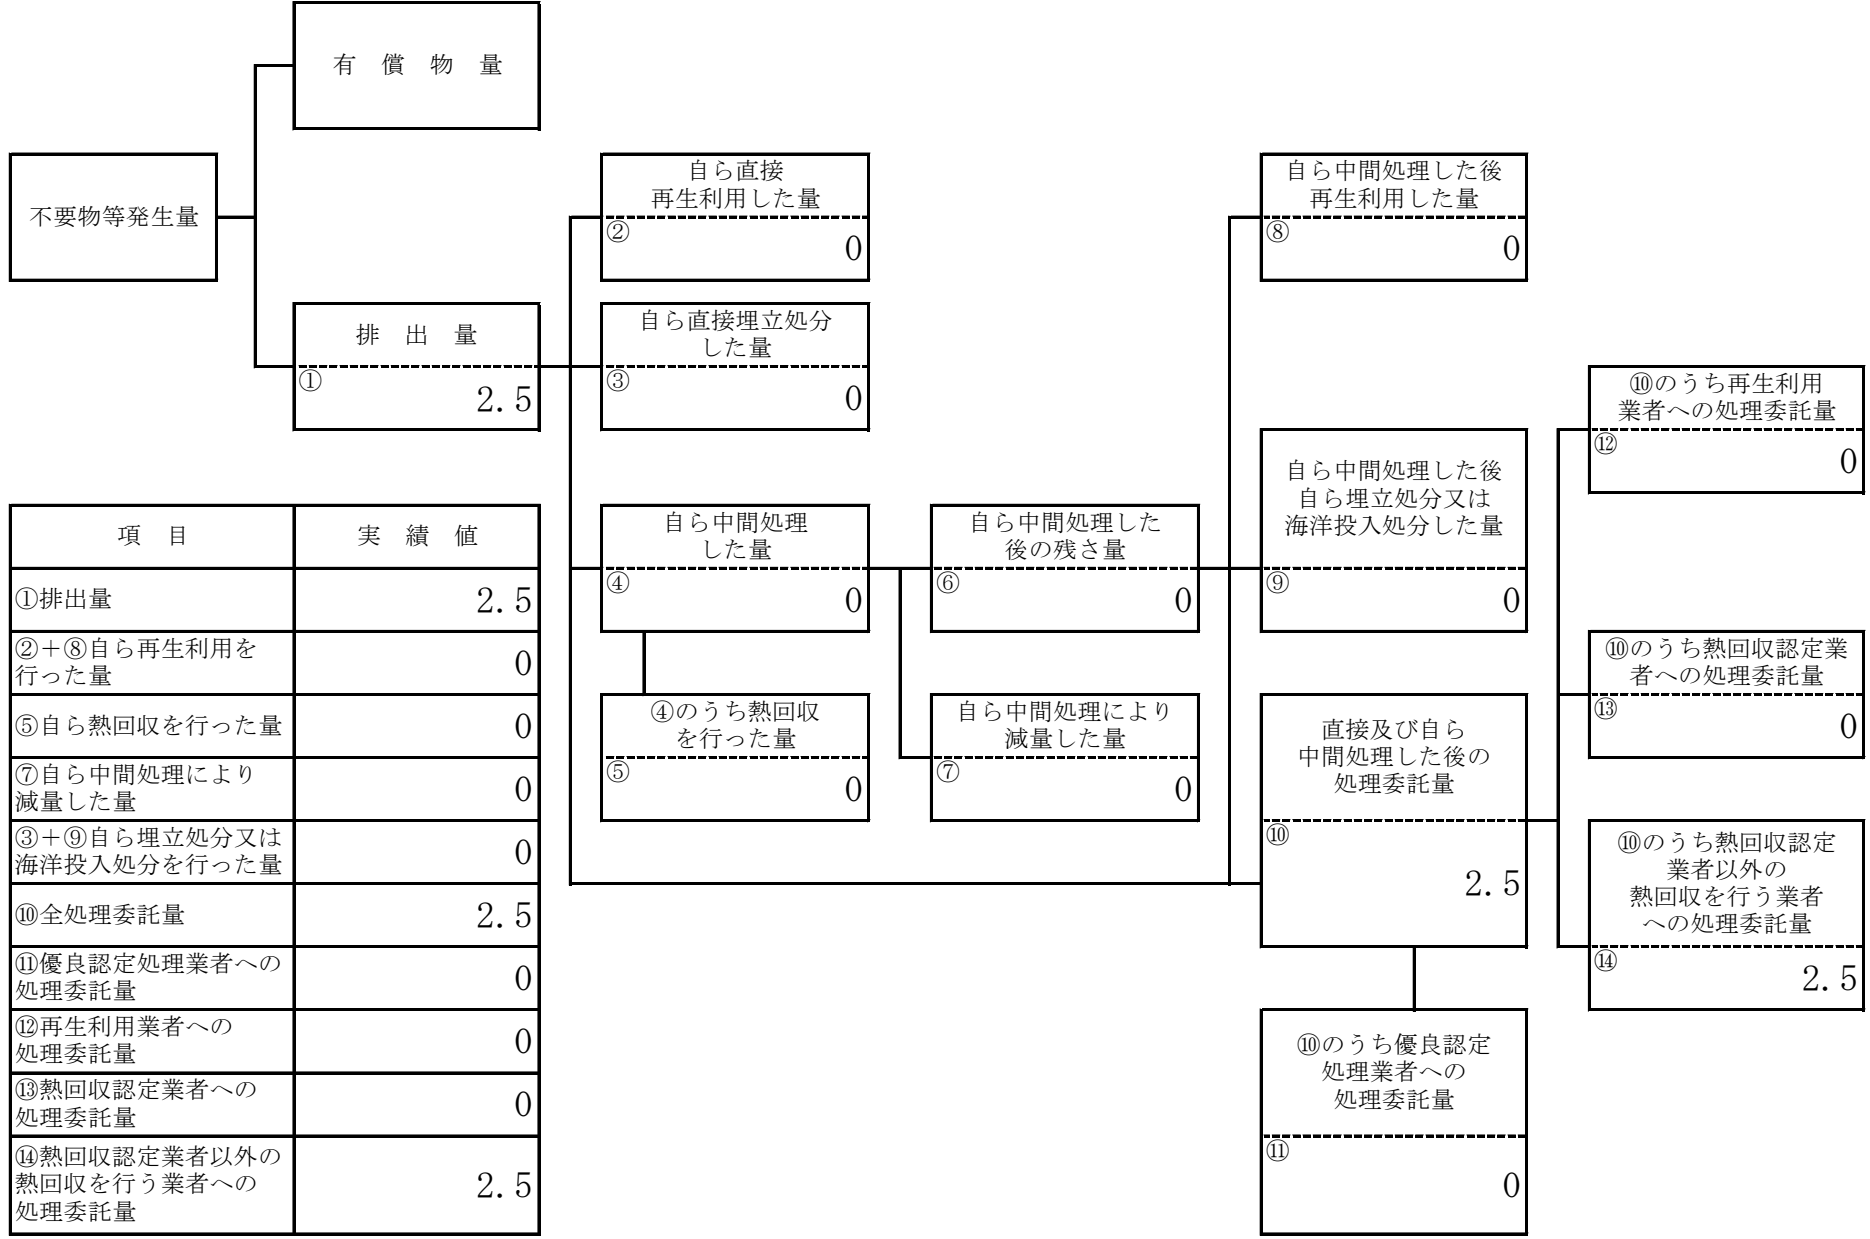 有 償 物 量
不要物等発生量
排 出 量
①
2.5
自ら直接
再生利用した量
②
0
自ら直接埋立処分
した量
③
0
自ら中間処理
した量
④
0
④のうち熱回収
を行った量
⑤
0
自ら中間処理した
後の残さ量
⑥
0
自ら中間処理により
減量した量
⑦
0
自ら中間処理した後
再生利用した量
⑧
0
自ら中間処理した後
自ら埋立処分又は
海洋投入処分した量
⑨
0
直接及び自ら
中間処理した後の
処理委託量
⑩
2.5
⑩のうち優良認定
処理業者への
処理委託量
⑪
0
⑩のうち再生利用
業者への処理委託量
⑫
0
⑩のうち熱回収認定業
者への処理委託量
⑬
0
⑩のうち熱回収認定
業者以外の
熱回収を行う業者
への処理委託量
⑭
2.5
項 目 実 績 値
①排出量 2.5
②＋⑧自ら再生利用を
行った量
0
⑤自ら熱回収を行った量 0
⑦自ら中間処理により
減量した量
0
③＋⑨自ら埋立処分又は
海洋投入処分を行った量
0
⑩全処理委託量 2.5
⑪優良認定処理業者への
処理委託量
0
⑫再生利用業者への
処理委託量
0
⑬熱回収認定業者への
処理委託量
0
⑭熱回収認定業者以外の
熱回収を行う業者への
処理委託量
2.5